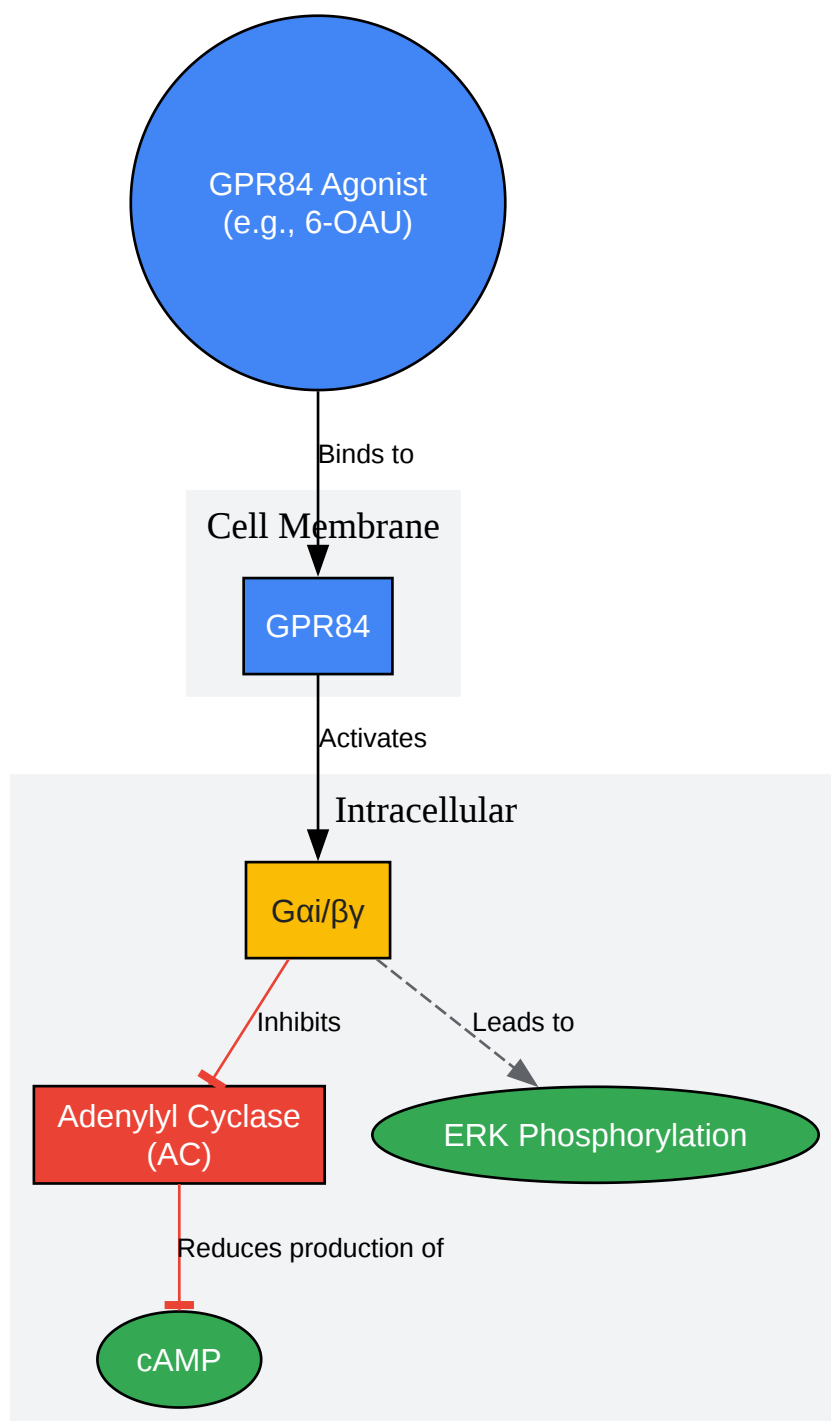 GPR84 Agonist
(e.g., 6-OAU)
Binds to
Cell Membrane
GPR84
Activates
Intracellular
Gαi/βγ
Inhibits
Leads to
Adenylyl Cyclase
(AC)
ERK Phosphorylation
Reduces production of
cAMP